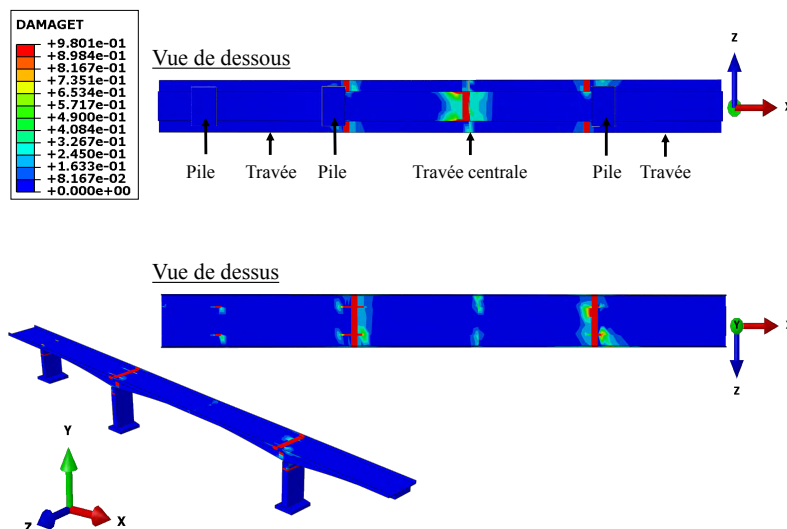 DAMAGET
+9.801e-01
+8.984e-01
+8.167e-01
+7.351e-01
+6.534e-01
+5.717e-01
+4.900e-01
+4.084e-01
+3.267e-01
+2.450e-01
+1.633e-01
+8.167e-02
+0.000e+00
Vue de dessous
Z
X
Pile
Travée
Pile
Travée centrale
Pile
Travée
Vue de dessus
Y
Z
Y
Z
X